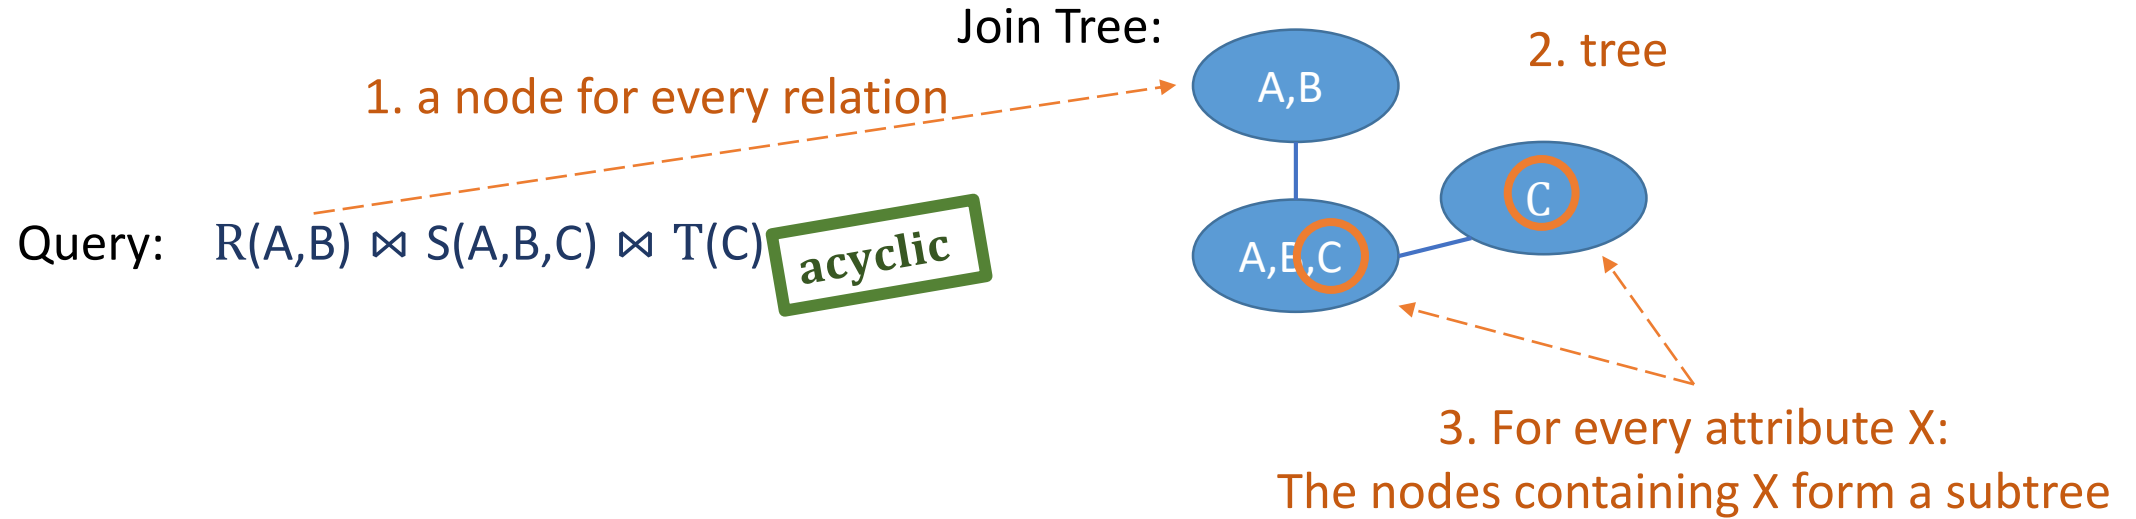 Join Tree:
2. tree
A,B
1. a node for every relation
C
Query: R(A,B) ⋈ S(A,B,C) ⋈ T(C)
acyclic
A,B,C
3. For every attribute X:
The nodes containing X form a subtree